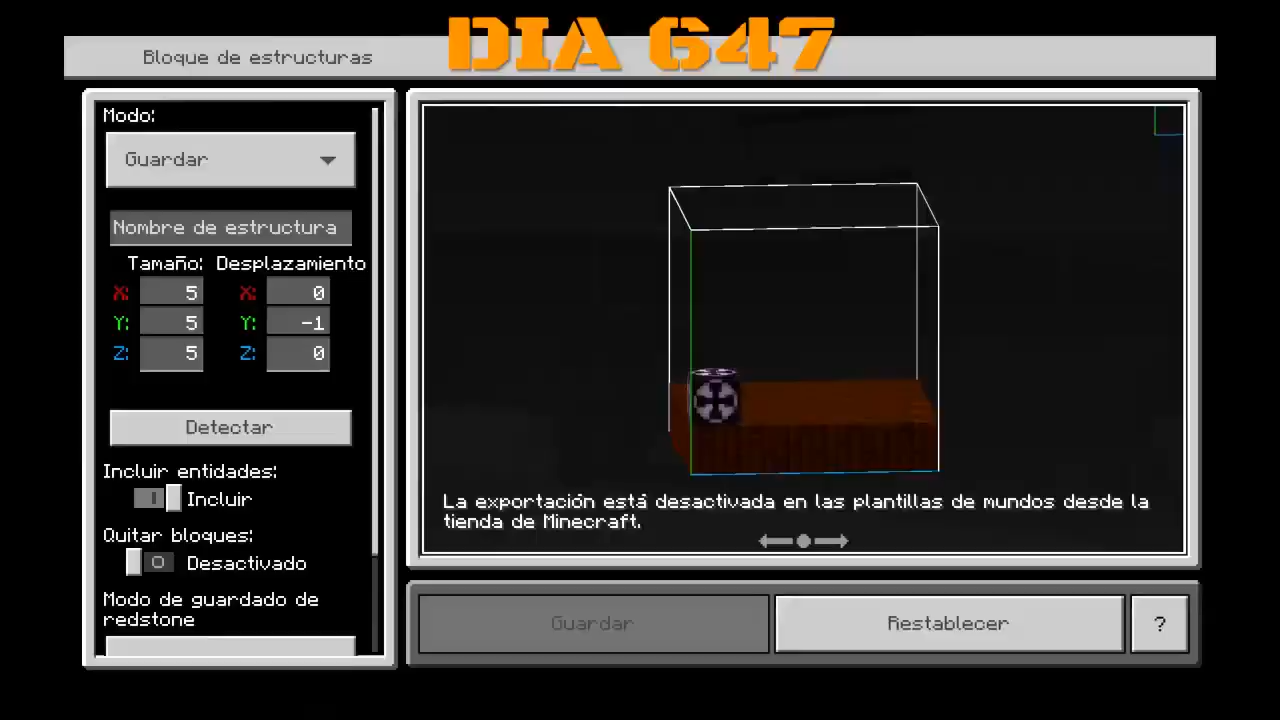 DIA 647
Bloque de estructuras
Modo:
Guardar
Nombre de estructura
Tamaño: Desplazamiento
X: 5 X: 0
Y: 5 Y: -1
Z: 5 Z: 0
Detectar
Incluir entidades:
Incluir
Quitar bloques:
Desactivado
Modo de guardado de
redstone
La exportación está desactivada en las plantillas de mundos desde la
tienda de Minecraft.
Guardar
Restablecer
?